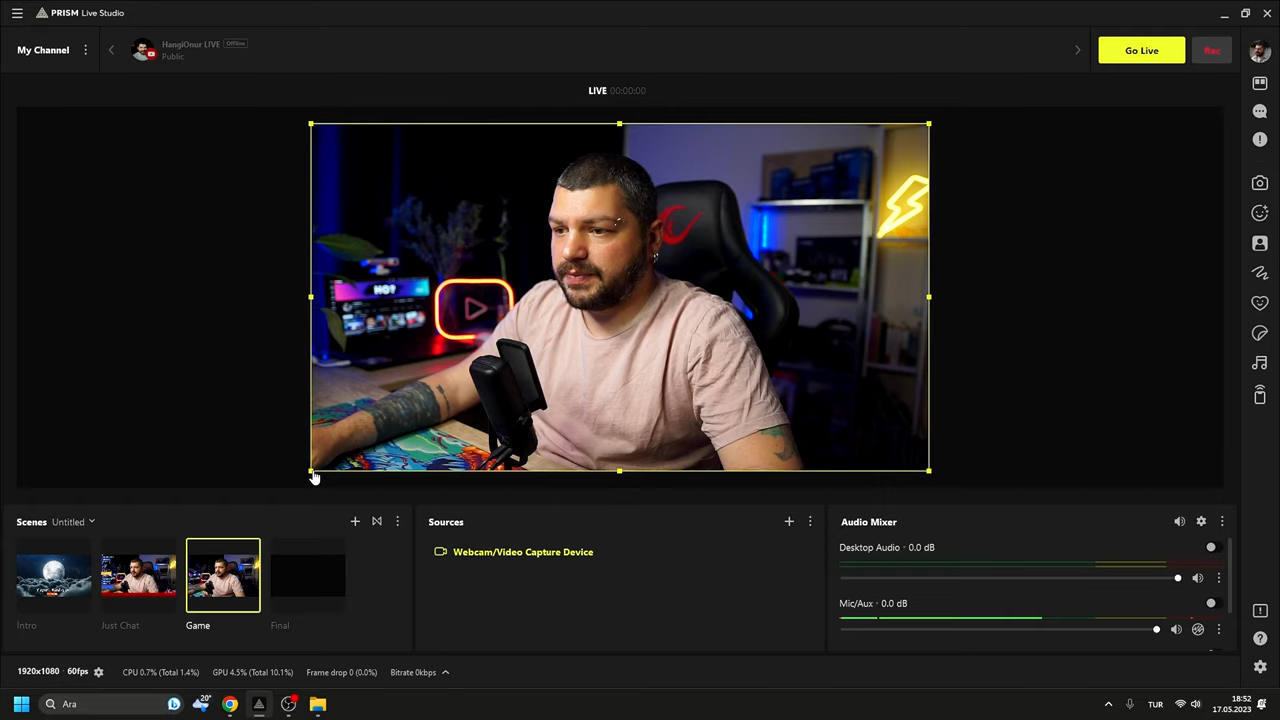 PRISM Live Studio
My Channel
HangiOnur LIVE Offline
Public
Go Live
Rec
LIVE 00:00:00
HOT
Scenes Untitled
Sources
Audio Mixer
Webcam/Video Capture Device
Desktop Audio - 0.0 dB
Mic/Aux - 0.0 dB
Intro
Just Chat
Game
Final
1920x1080 · 60fps
CPU 0.7% (Total 1.4%)
GPU 4.5% (Total 10.1%)
Frame drop 0 (0.0%)
Bitrate 0kbps
Ara
20°
TUR
18:52
17.05.2023